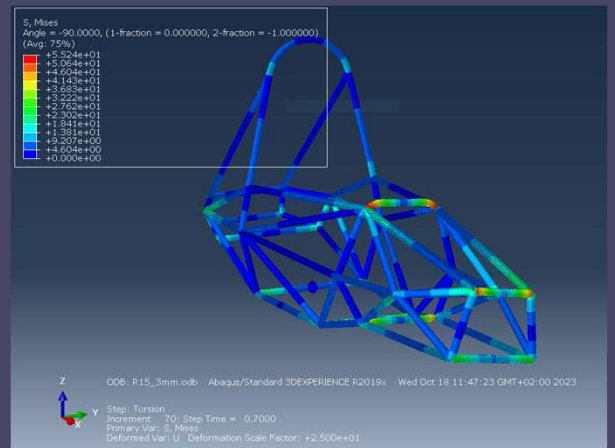 S, Mises
Angle = -90.0000, (1-fraction = 0.000000, 2-fraction = -1.000000)
(Avg: 75%)
+5.524e+01
+5.064e+01
+4.604e+01
+4.143e+01
+3.683e+01
+3.222e+01
+2.762e+01
+2.302e+01
+1.841e+01
+1.381e+01
+9.207e+00
+4.604e+00
+0.000e+00
Z
Y
X
ODB: R15_3mm.odb Abaqus/Standard 3DEXPERIENCE R2019x Wed Oct 18 11:47:23 GMT+02:00 2023
Step: Torsion
Increment 70: Step Time = 0.7000
Primary Var: S, Mises
Deformed Var: U Deformation Scale Factor: +2.500e+01